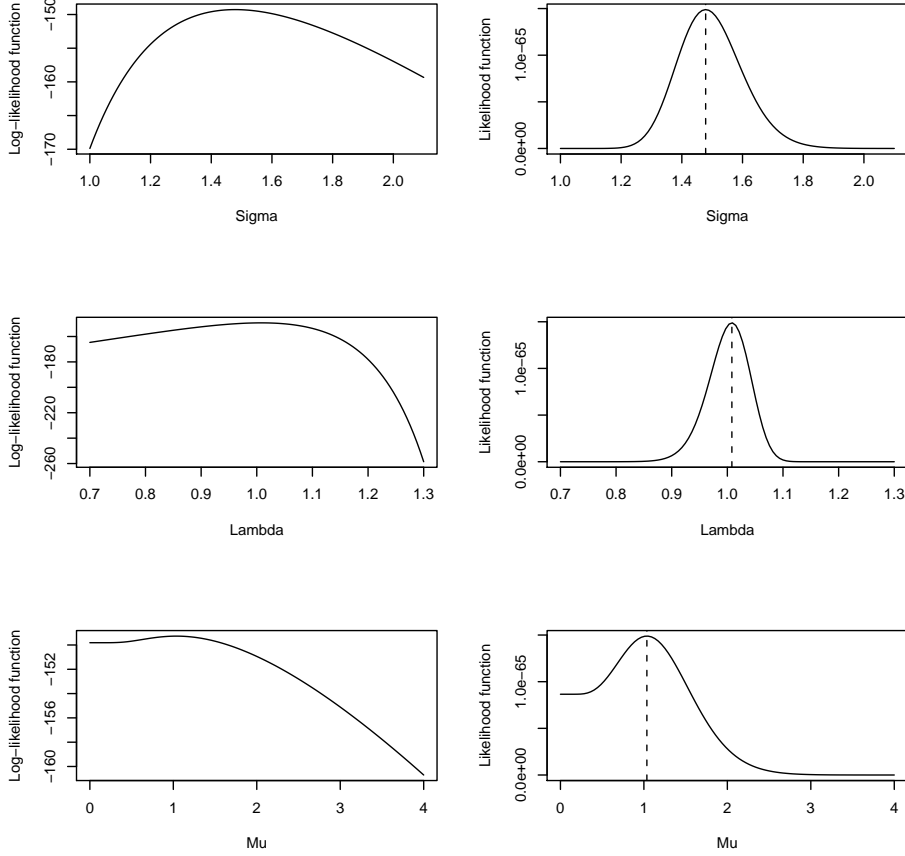 Log−likelihood function
−170
−160
−150
1.0 1.2 1.4 1.6 1.8 2.0
Sigma
Likelihood function
0.0e+00
1.0e−65
1.0 1.2 1.4 1.6 1.8 2.0
Sigma
Log−likelihood function
−260
−220
−180
0.7 0.8 0.9 1.0 1.1 1.2 1.3
Lambda
Likelihood function
0.0e+00
1.0e−65
0.7 0.8 0.9 1.0 1.1 1.2 1.3
Lambda
Log−likelihood function
−160
−156
−152
0 1 2 3 4
Mu
Likelihood function
0.0e+00
1.0e−65
0 1 2 3 4
Mu